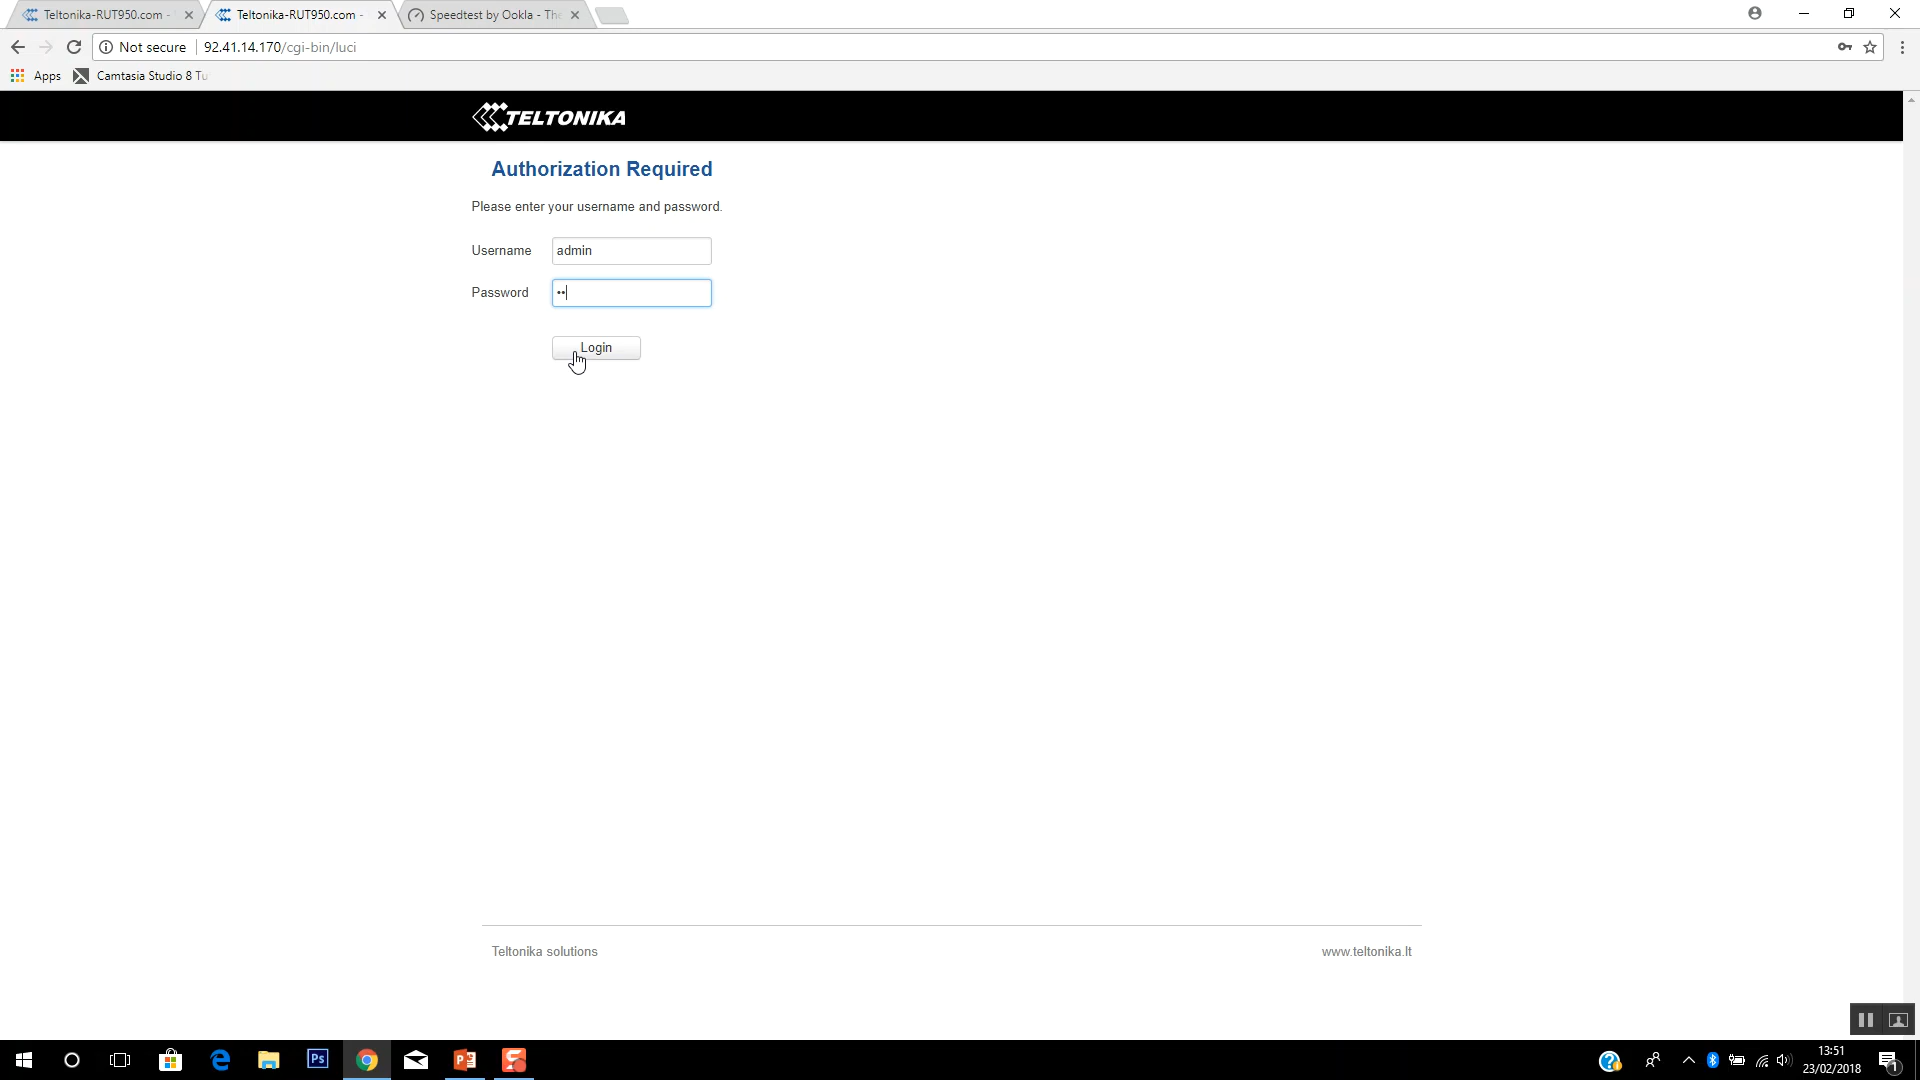 Teltonika-RUT950.com -
Teltonika-RUT950.com -
Speedtest by Ookla - The
Not secure
92.41.14.170/cgi-bin/luci
Apps
Camtasia Studio 8 Tu
TELTONIKA
Authorization Required
Please enter your username and password.
Username
admin
Password
••
Login
Teltonika solutions
www.teltonika.lt
Ps
13:51
23/02/2018
1